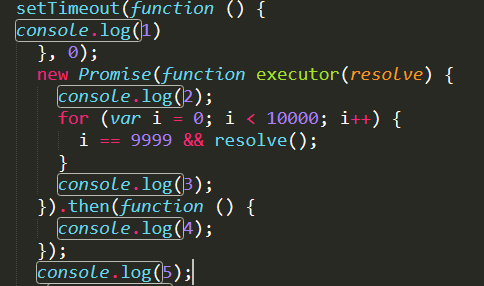 setTimeout(function () {
console.log(1)
}, 0);
new Promise(function executor(resolve) {
console.log(2);
for (var i = 0; i < 10000; i++) {
i == 9999 && resolve();
}
console.log(3);
}).then(function () {
console.log(4);
});
console.log(5);